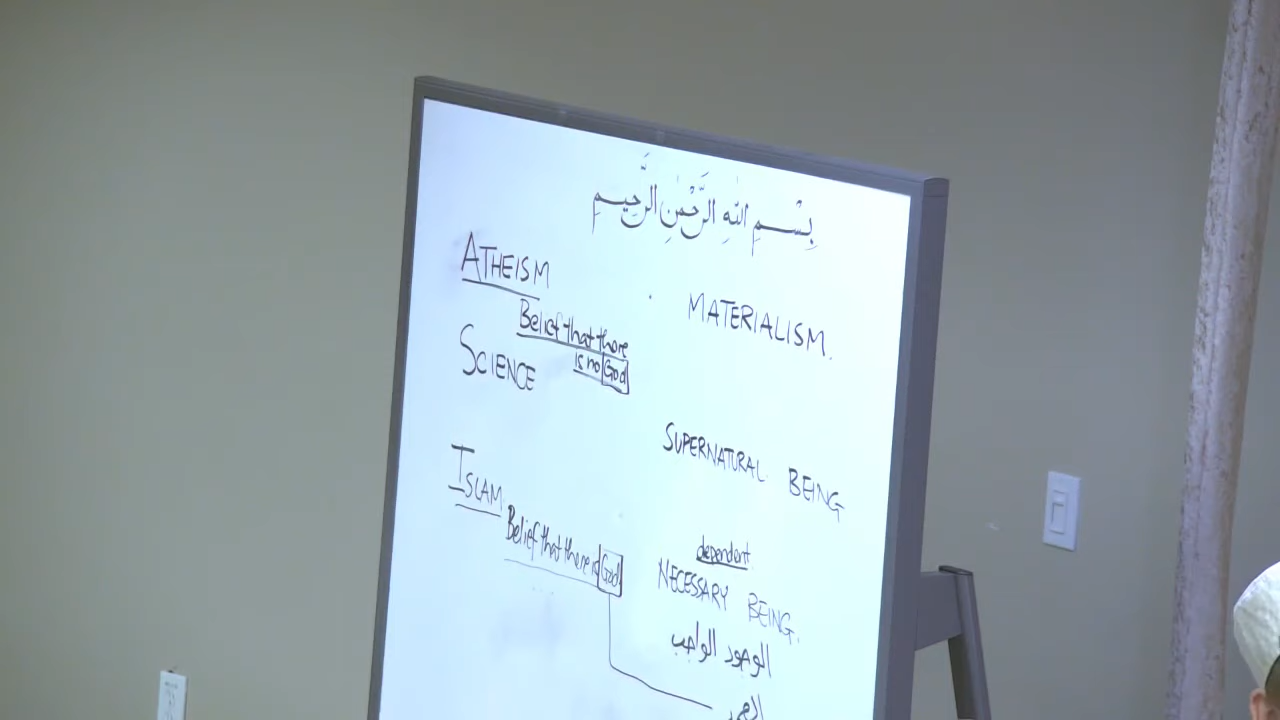 بِسْمِ اللهِ الرَّحْمٰنِ الرَّحِيمِ
ATHEISM
Belief that there
is no God
MATERIALISM.
SCIENCE
SUPERNATURAL BEING
ISLAM
Belief that there is God
dependent
NECESSARY BEING.
الوجود الواجب